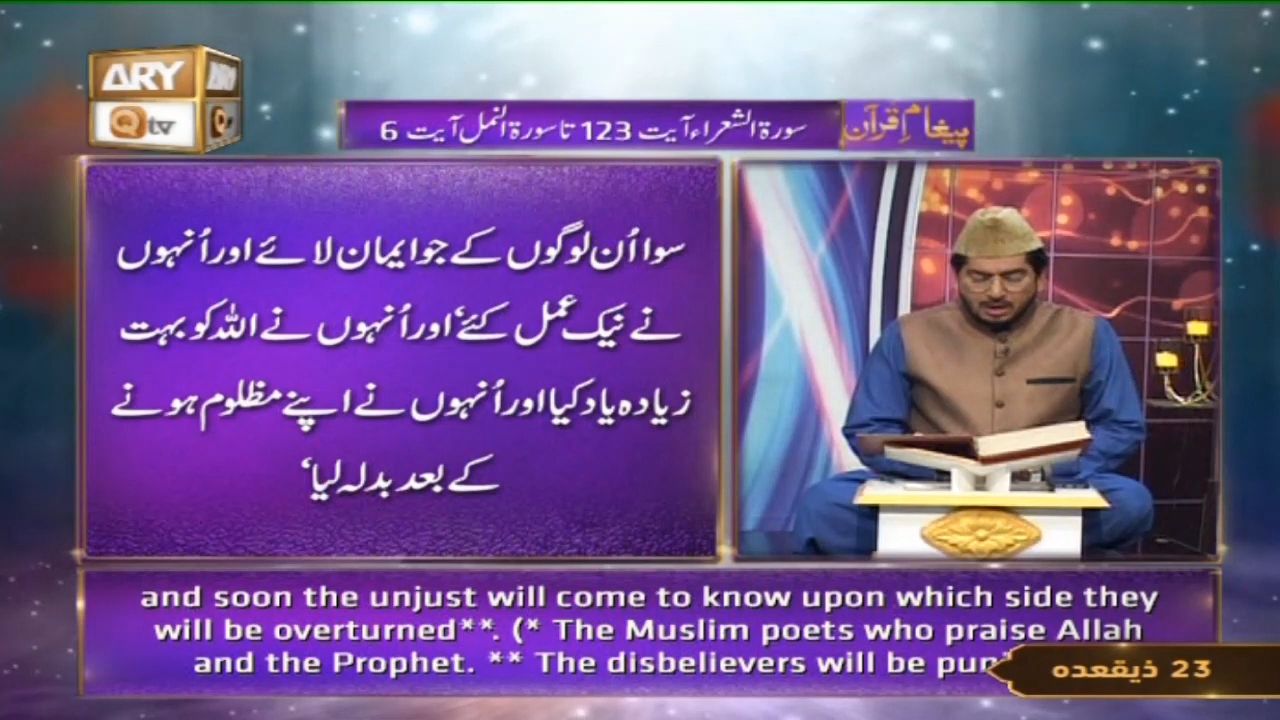 ARY
Qtv
پیغامِ قرآن
سورۃ الشعراء آیت 123 تا سورۃ النمل آیت 6
سوا اُن لوگوں کے جو ایمان لائے اور اُنہوں
نے نیک عمل کئے‘ اور اُنہوں نے اللہ کو بہت
زیادہ یاد کیا اور اُنہوں نے اپنے مظلوم ہونے
کے بعد بدلہ لیا‘
and soon the unjust will come to know upon which side they
will be overturned**. (* The Muslim poets who praise Allah
and the Prophet. ** The disbelievers will be
23 ذیقعدہ